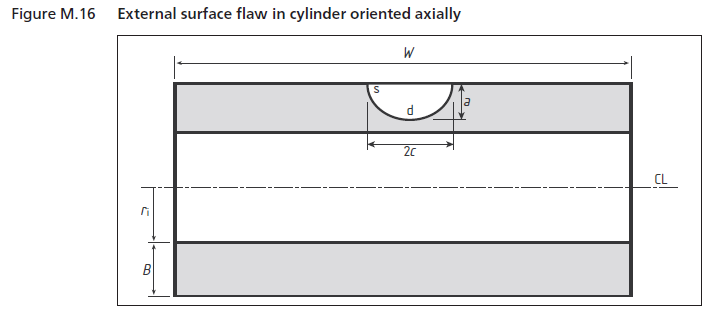 Figure M.16 External surface flaw in cylinder oriented axially
W
s
a
d
2c
CL
ri
B